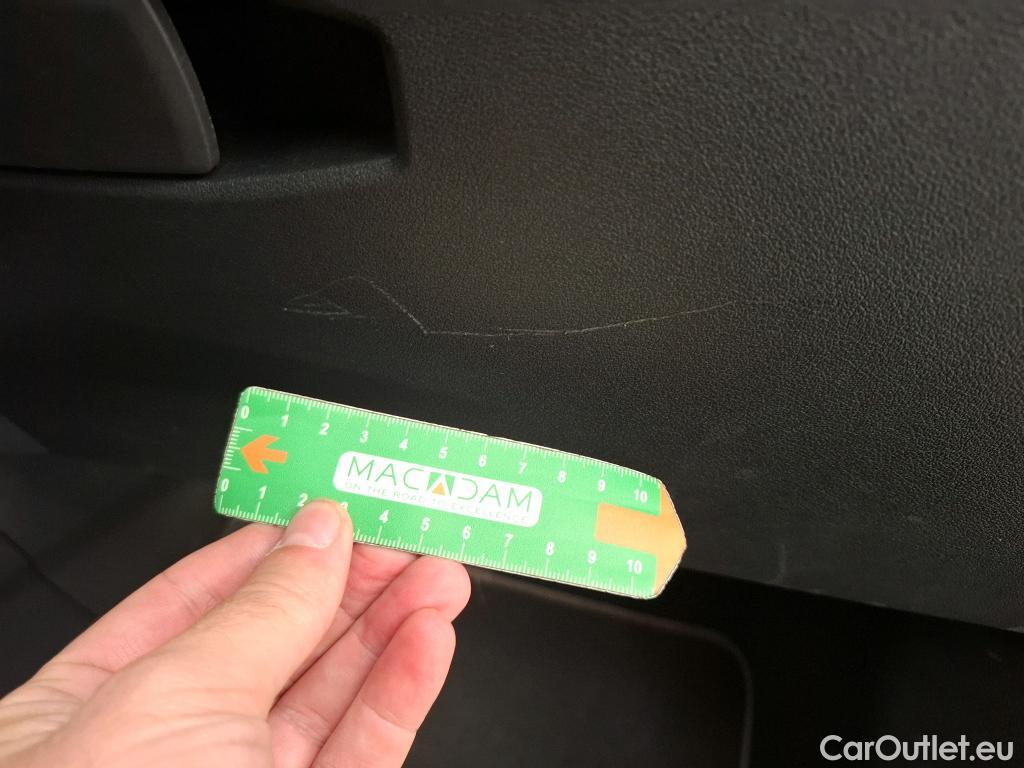 0 1 2 3 4 5 6 7 8 9 10
MACADAM
ON THE ROAD TO EXCELLENCE
0 1 2 3 4 5 6 7 8 9 10
CarOutlet.eu